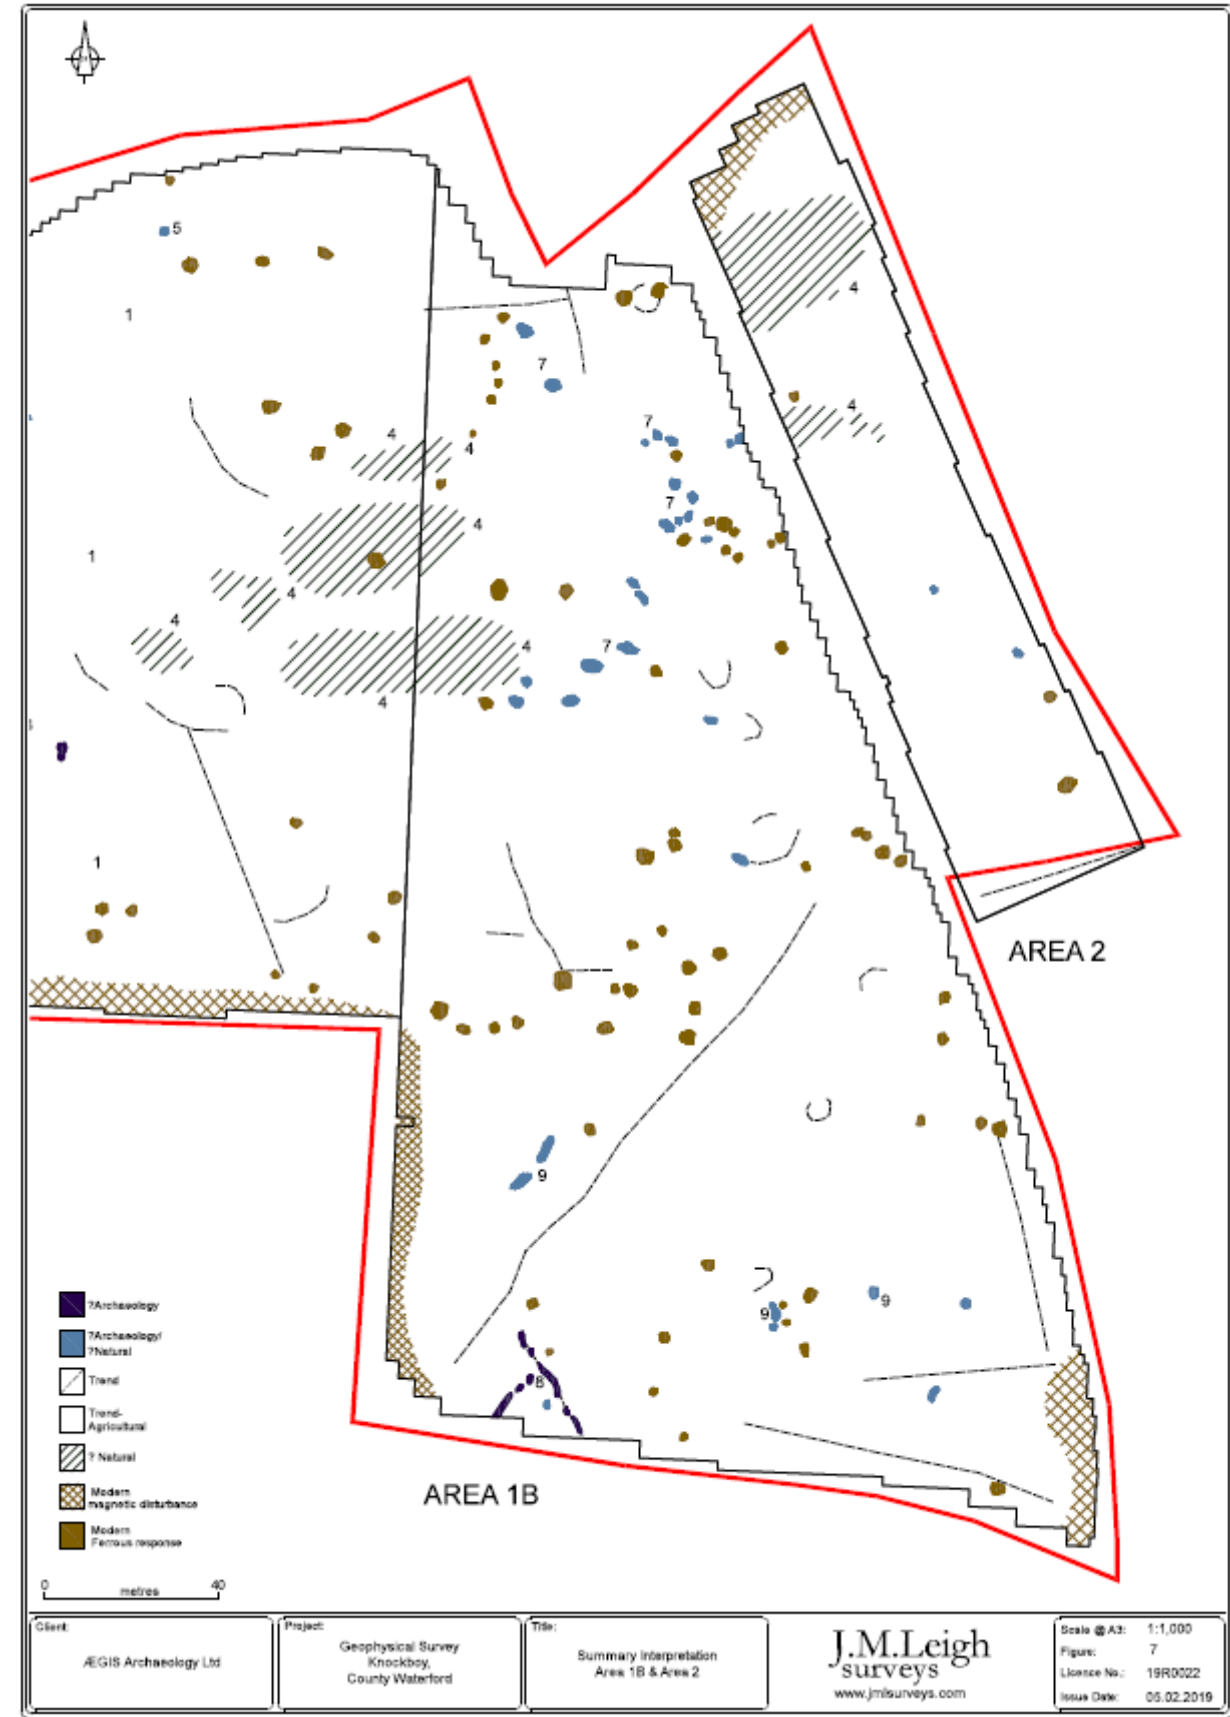 5
1
4
7
4
4
7
4
7
4
1
4
4
7
4
4
1
AREA 2
9
9
9
8
AREA 1B
?Archaeology
?Archaeology/
?Natural
Trend
Trend-
Agricultural
? Natural
Modern
magnetic disturbance
Modern
Ferrous response
0 40
metres
Client:
ÆGIS Archaeology Ltd
Project:
Geophysical Survey
Knockboy,
County Waterford
Title:
Summary Interpretation
Area 1B & Area 2
J.M.Leigh
surveys
www.jmlsurveys.com
Scale @ A3: 1:1,000
Figure: 7
Licence No.: 19R0022
Issue Date: 05.02.2019